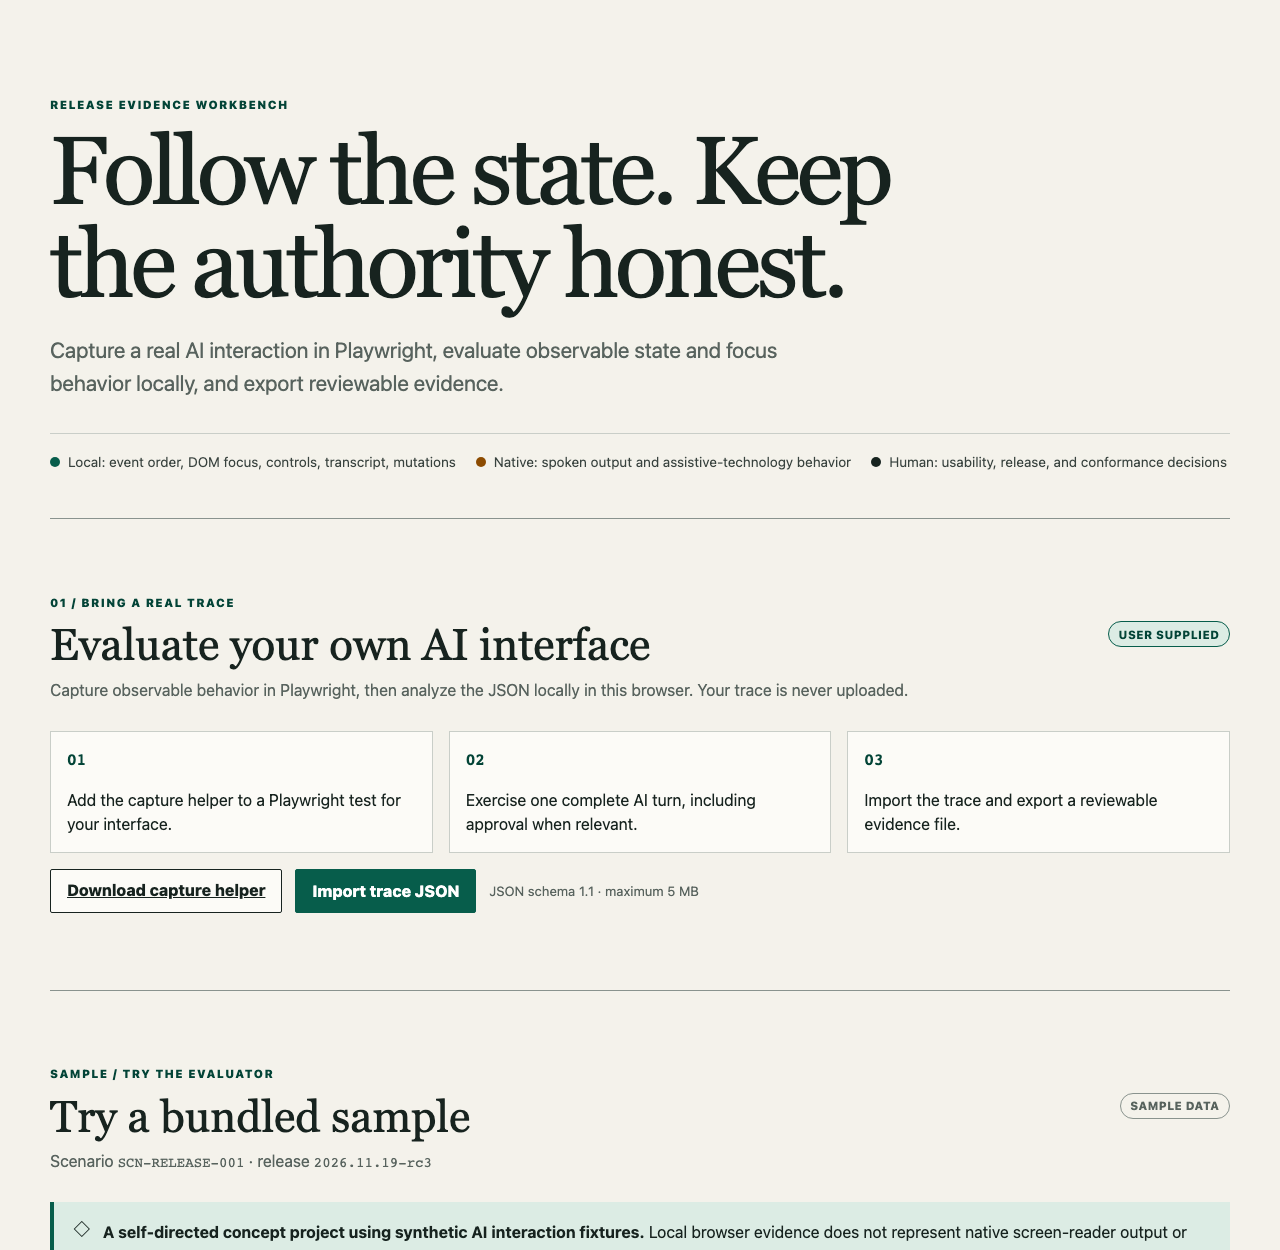 RELEASE EVIDENCE WORKBENCH
Follow the state. Keep
the authority honest.
Capture a real AI interaction in Playwright, evaluate observable state and focus
behavior locally, and export reviewable evidence.
Local: event order, DOM focus, controls, transcript, mutations
Native: spoken output and assistive-technology behavior
Human: usability, release, and conformance decisions
01 / BRING A REAL TRACE
Evaluate your own AI interface
USER SUPPLIED
Capture observable behavior in Playwright, then analyze the JSON locally in this browser. Your trace is never uploaded.
01
Add the capture helper to a Playwright test for
your interface.
02
Exercise one complete AI turn, including
approval when relevant.
03
Import the trace and export a reviewable
evidence file.
Download capture helper
Import trace JSON
JSON schema 1.1 · maximum 5 MB
SAMPLE / TRY THE EVALUATOR
Try a bundled sample
SAMPLE DATA
Scenario SCN-RELEASE-001 · release 2026.11.19-rc3
A self-directed concept project using synthetic AI interaction fixtures. Local browser evidence does not represent native screen-reader output or